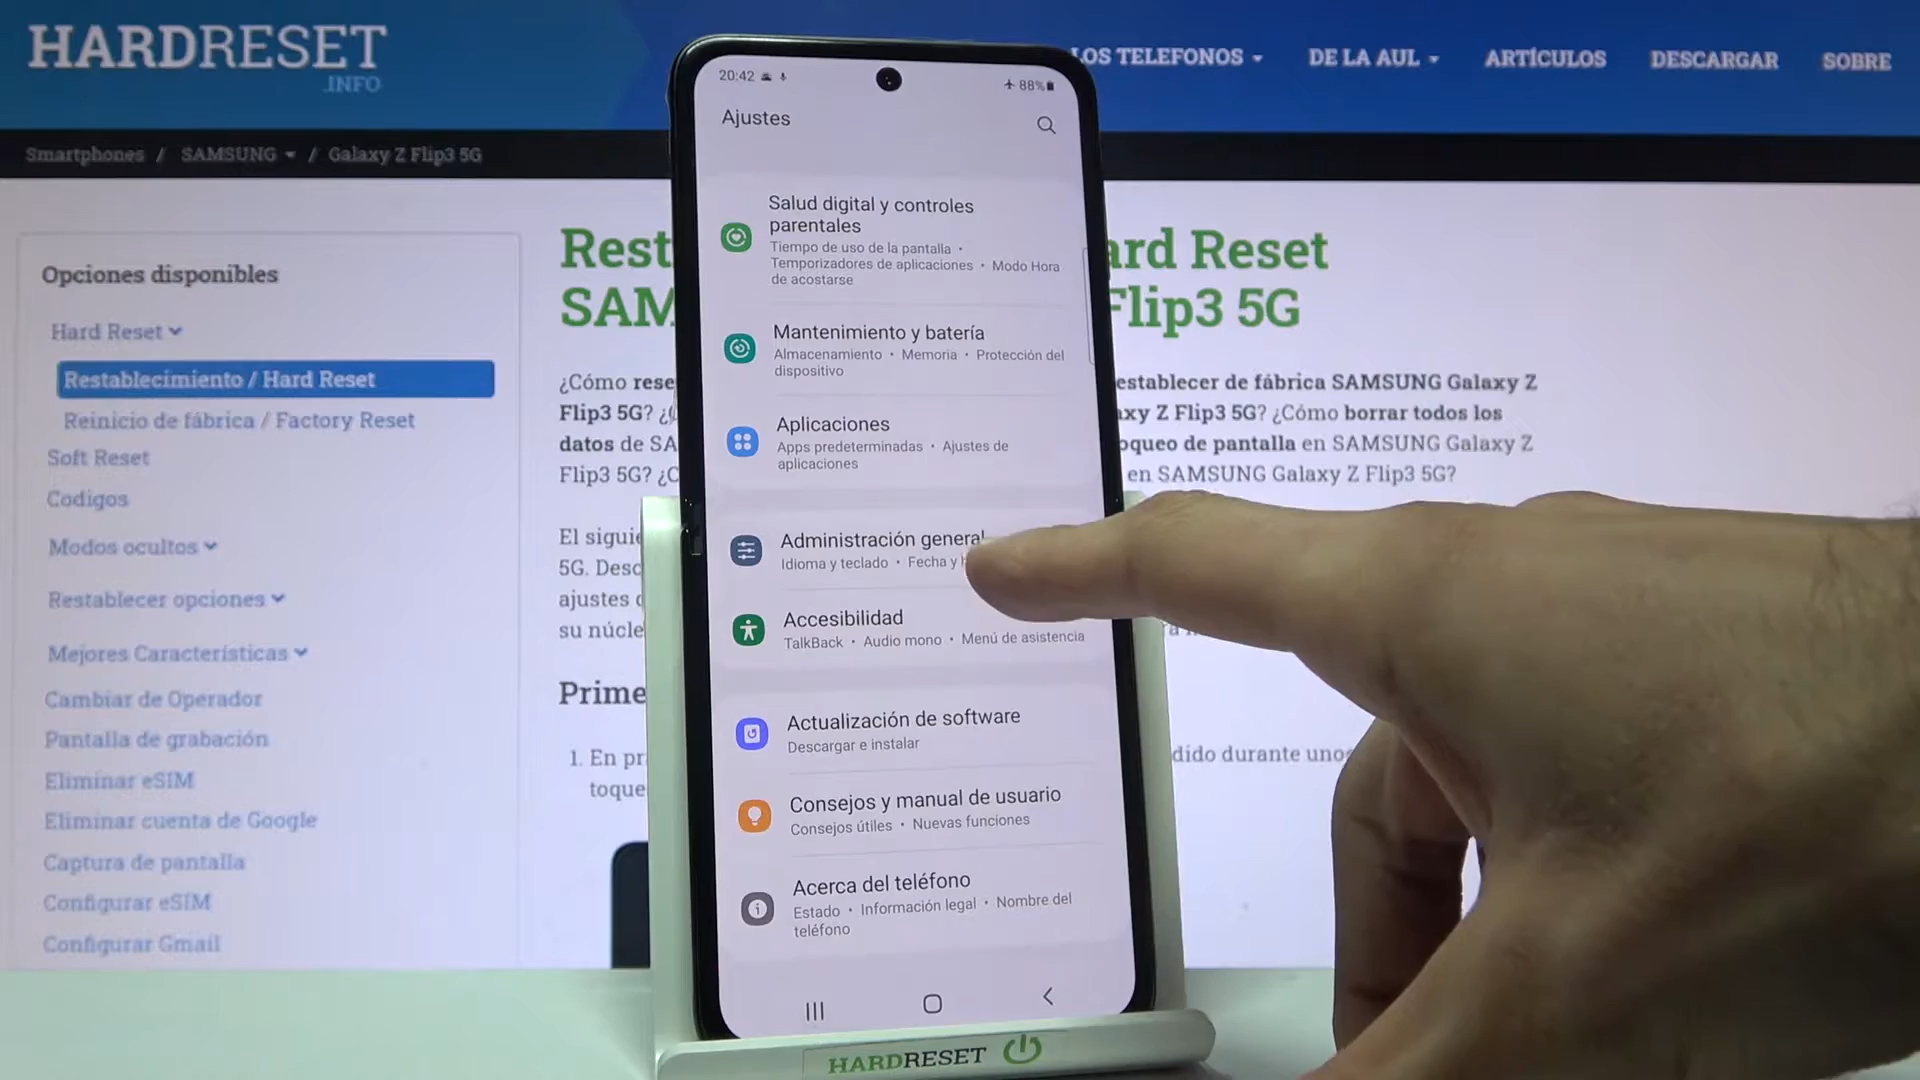 HARDRESET
.INFO
LOS TELEFONOS
DE LA AUL
ARTÍCULOS
DESCARGAR
SOBRE
Smartphones / SAMSUNG / Galaxy Z Flip3 5G
Opciones disponibles
Hard Reset
Restablecimiento / Hard Reset
Reinicio de fábrica / Factory Reset
Soft Reset
Codigos
Modos ocultos
Restablecer opciones
Mejores Características
Cambiar de Operador
Pantalla de grabación
Eliminar eSIM
Eliminar cuenta de Google
Captura de pantalla
Configurar eSIM
Configurar Gmail
Rest ard Reset
SAM Flip3 5G
¿Cómo rese establecer de fábrica SAMSUNG Galaxy Z
Flip3 5G? axy Z Flip3 5G? ¿Cómo borrar todos los
datos de SA oqueo de pantalla en SAMSUNG Galaxy Z
Flip3 5G? ¿C en SAMSUNG Galaxy Z Flip3 5G?
El siguie
5G. Desc
ajustes
su núcle
Prime
1. En pr dido durante uno
toque
20:42
88%
Ajustes
Salud digital y controles
parentales
Tiempo de uso de la pantalla •
Temporizadores de aplicaciones • Modo Hora
de acostarse
Mantenimiento y batería
Almacenamiento • Memoria • Protección del
dispositivo
Aplicaciones
Apps predeterminadas • Ajustes de
aplicaciones
Administración general
Idioma y teclado • Fecha y h
Accesibilidad
TalkBack • Audio mono • Menú de asistencia
Actualización de software
Descargar e instalar
Consejos y manual de usuario
Consejos útiles • Nuevas funciones
Acerca del teléfono
Estado • Información legal • Nombre del
teléfono
HARDRESET